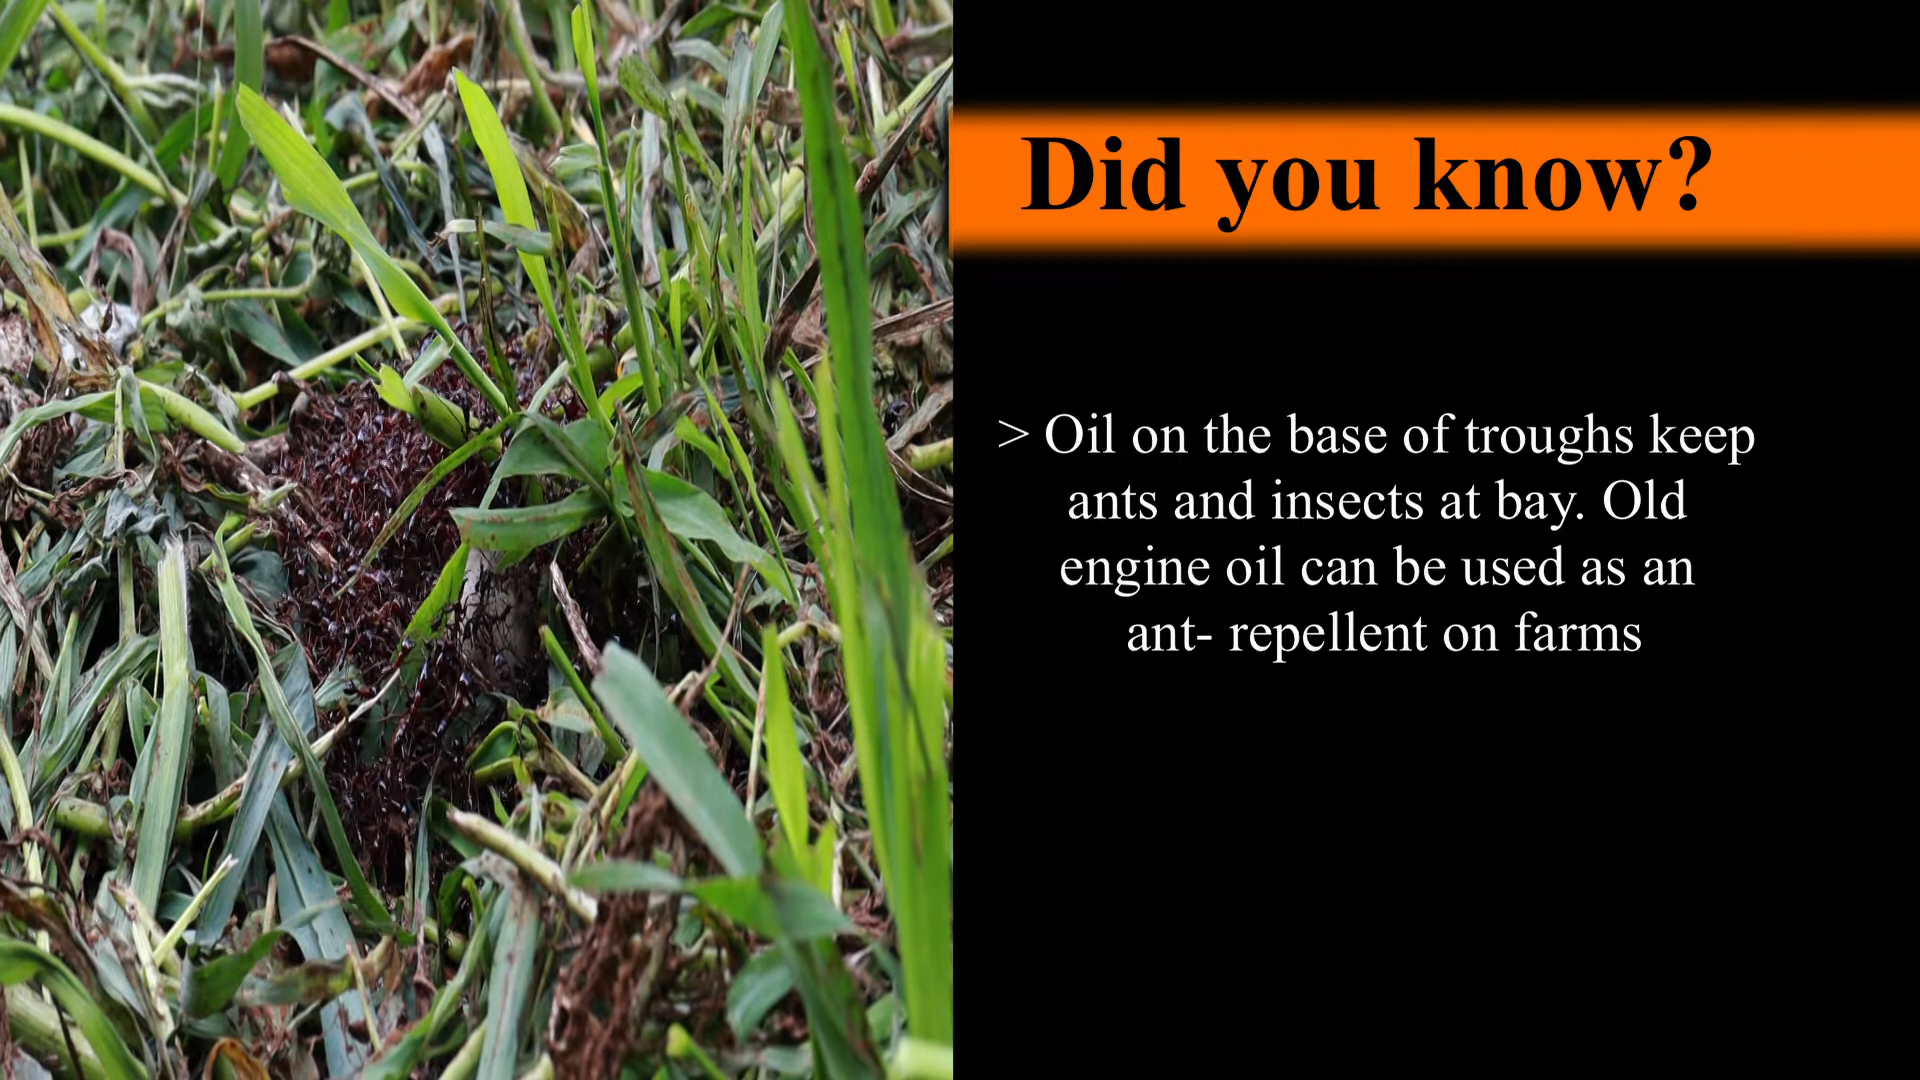 Did you know?
> Oil on the base of troughs keep
ants and insects at bay. Old
engine oil can be used as an
ant- repellent on farms